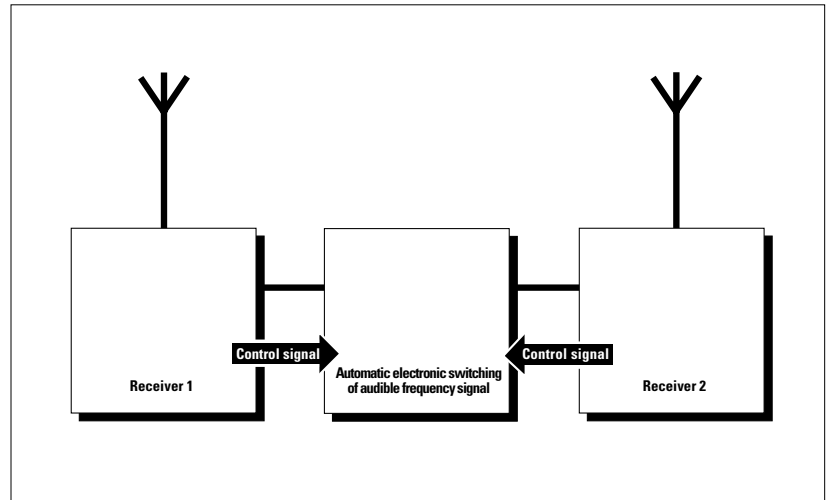 Control signal
Control signal
Receiver 1
Automatic electronic switching
of audible frequency signal
Receiver 2